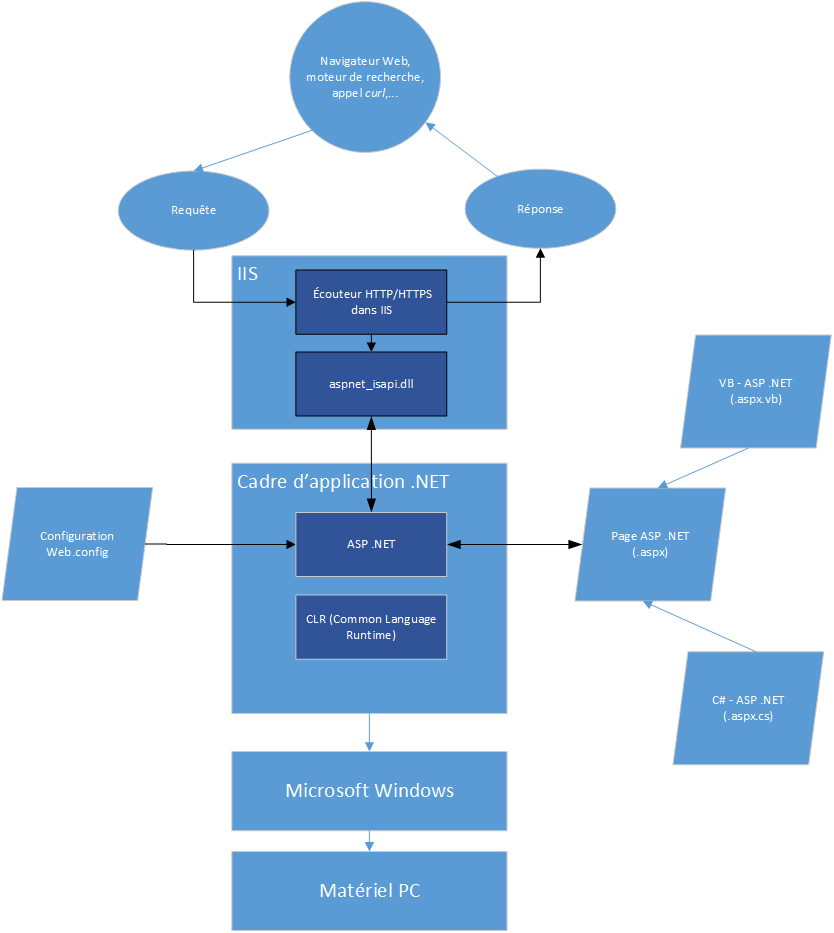 Navigateur Web,
moteur de recherche,
appel curl,...
Requête
Réponse
IIS
Écouteur HTTP/HTTPS
dans IIS
aspnet_isapi.dll
VB - ASP .NET
(.aspx.vb)
Cadre d’application .NET
Configuration
Web.config
ASP .NET
Page ASP .NET
(.aspx)
CLR (Common Language
Runtime)
C# - ASP .NET
(.aspx.cs)
Microsoft Windows
Matériel PC